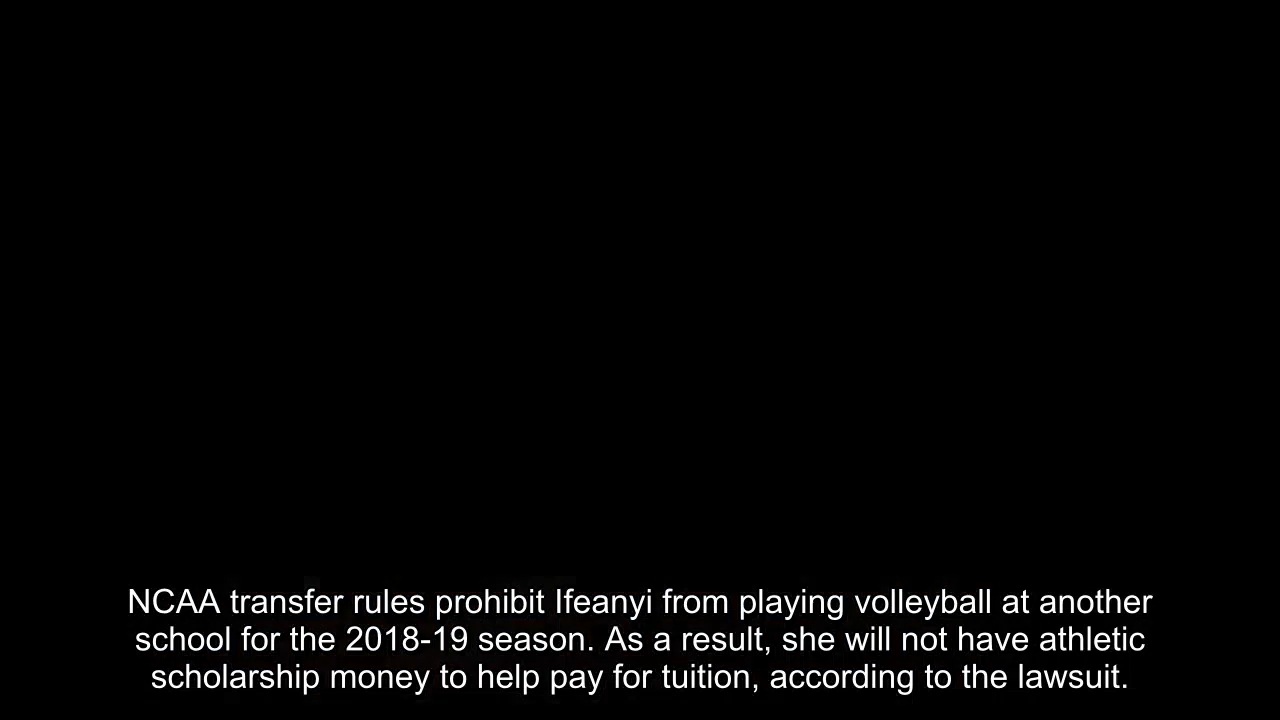 NCAA transfer rules prohibit Ifeanyi from playing volleyball at another
school for the 2018-19 season. As a result, she will not have athletic
scholarship money to help pay for tuition, according to the lawsuit.